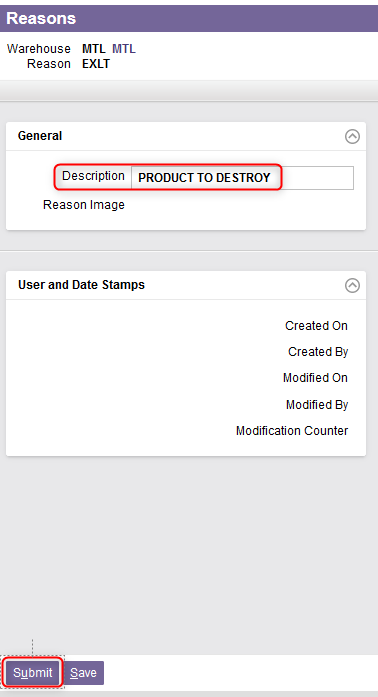 Reasons
Warehouse MTL MTL
Reason EXLT
General
Description PRODUCT TO DESTROY
Reason Image
User and Date Stamps
Created On
Created By
Modified On
Modified By
Modification Counter
Submit Save